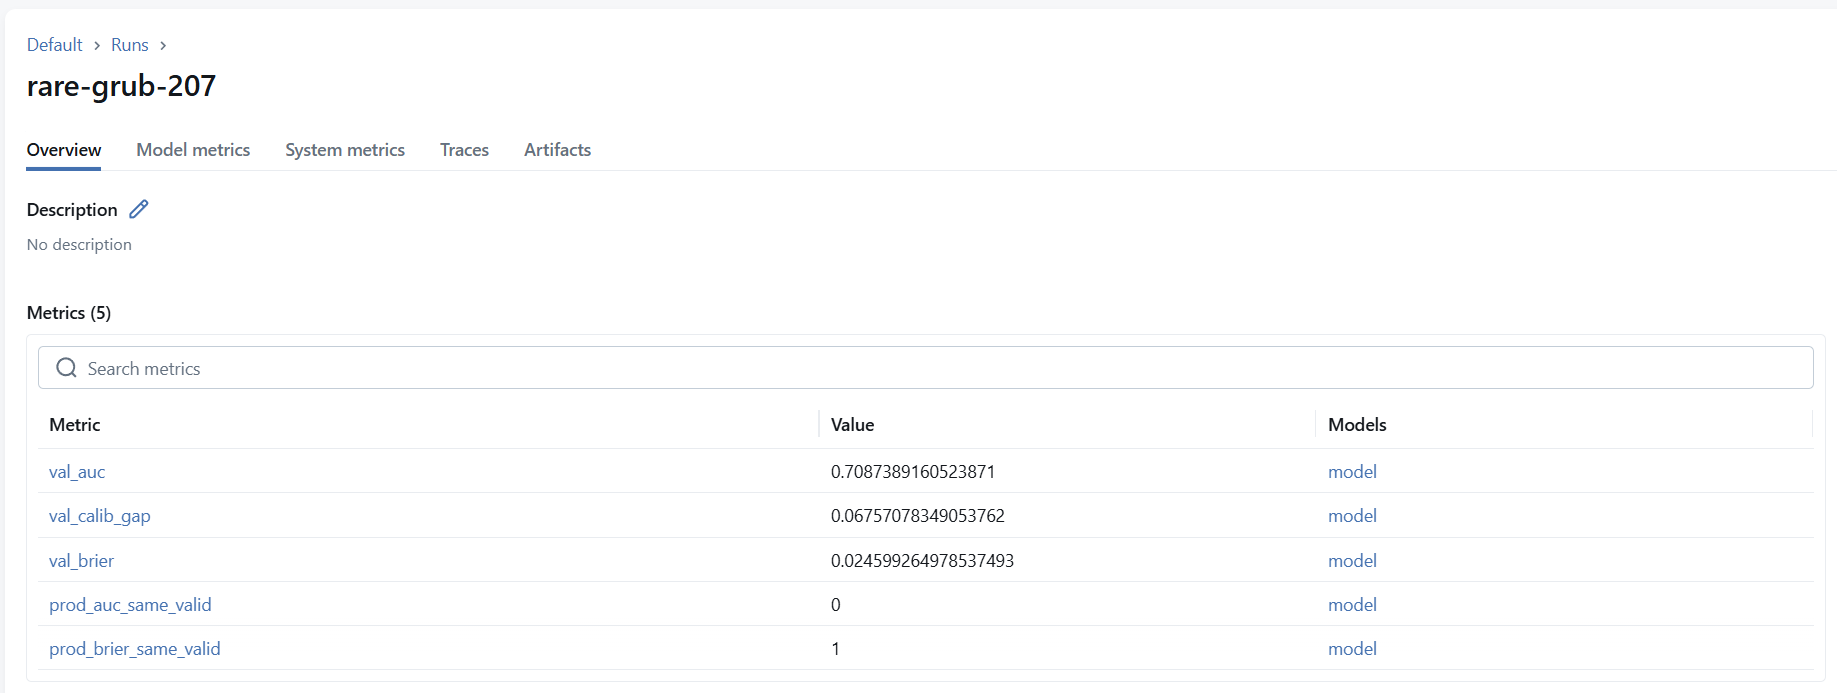 Default > Runs >
rare-grub-207
Overview Model metrics System metrics Traces Artifacts
Description
No description
Metrics (5)
Search metrics
Metric Value Models
val_auc 0.7087389160523871 model
val_calib_gap 0.06757078349053762 model
val_brier 0.024599264978537493 model
prod_auc_same_valid 0 model
prod_brier_same_valid 1 model